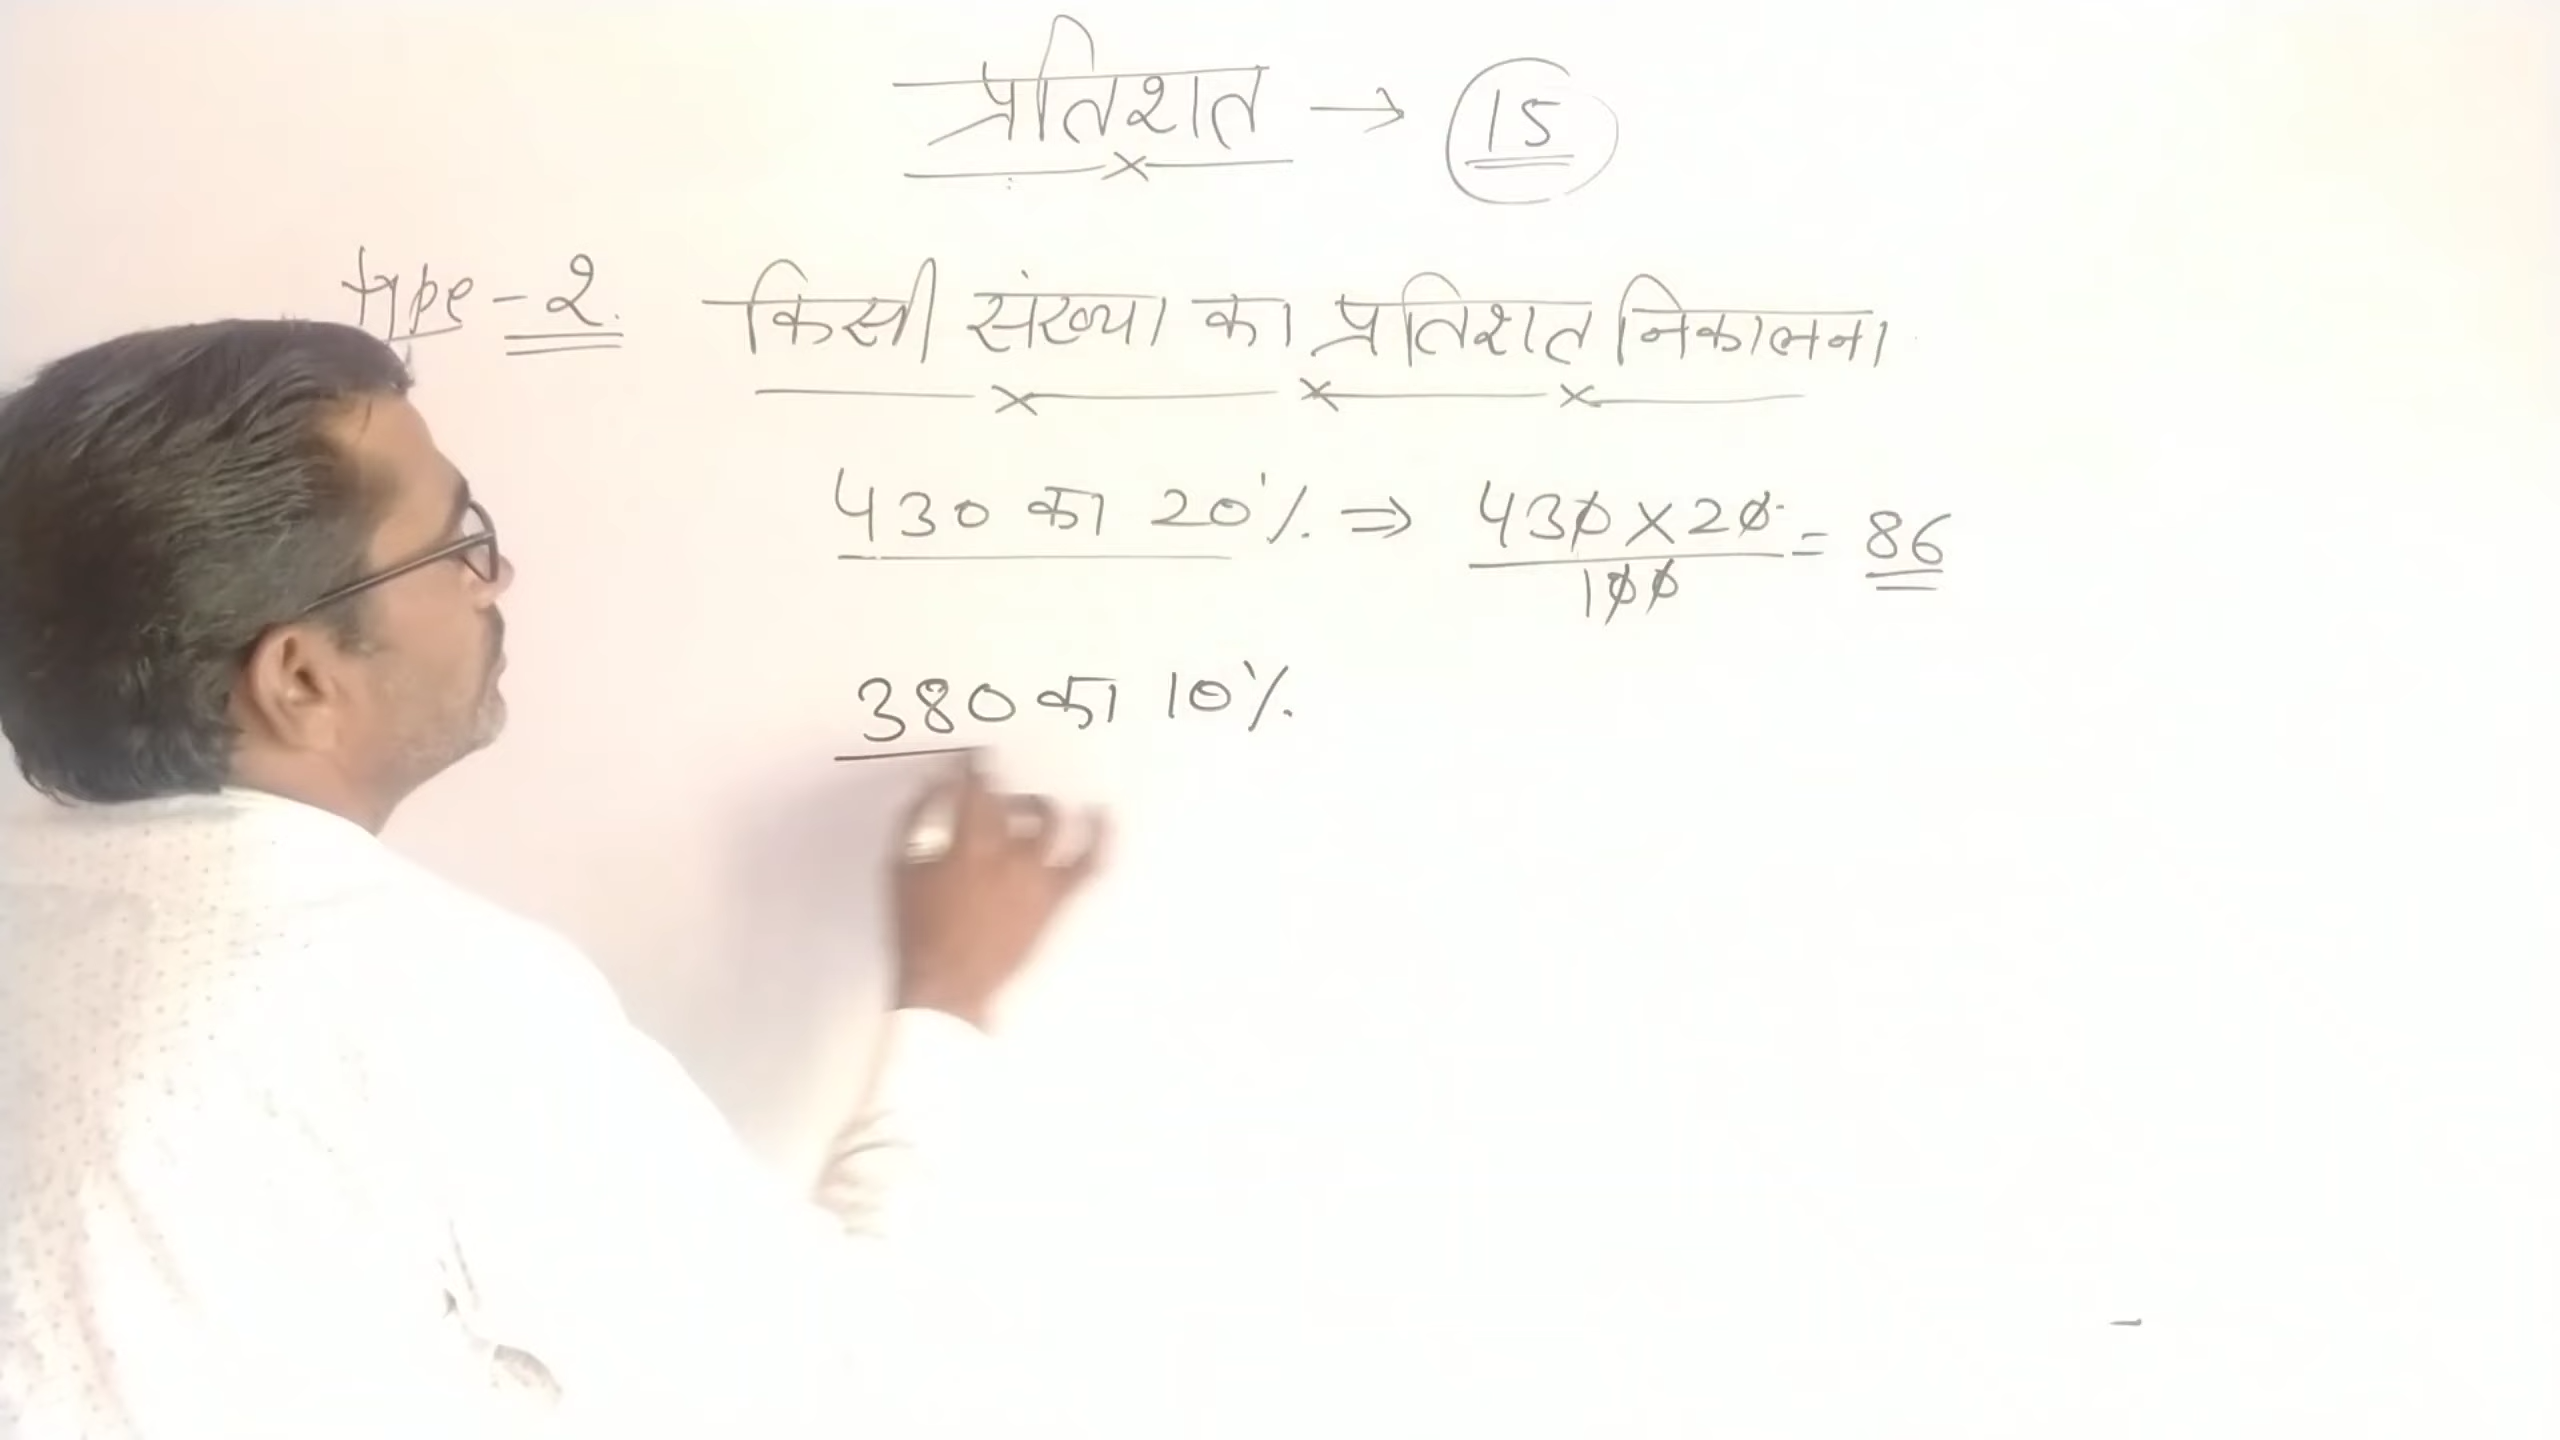 प्रतिशत → 15
type - 2. किसी संख्या का प्रतिशत निकालना
430 का 20% ⇒ 430 × 20 / 100 = 86
380 का 10%